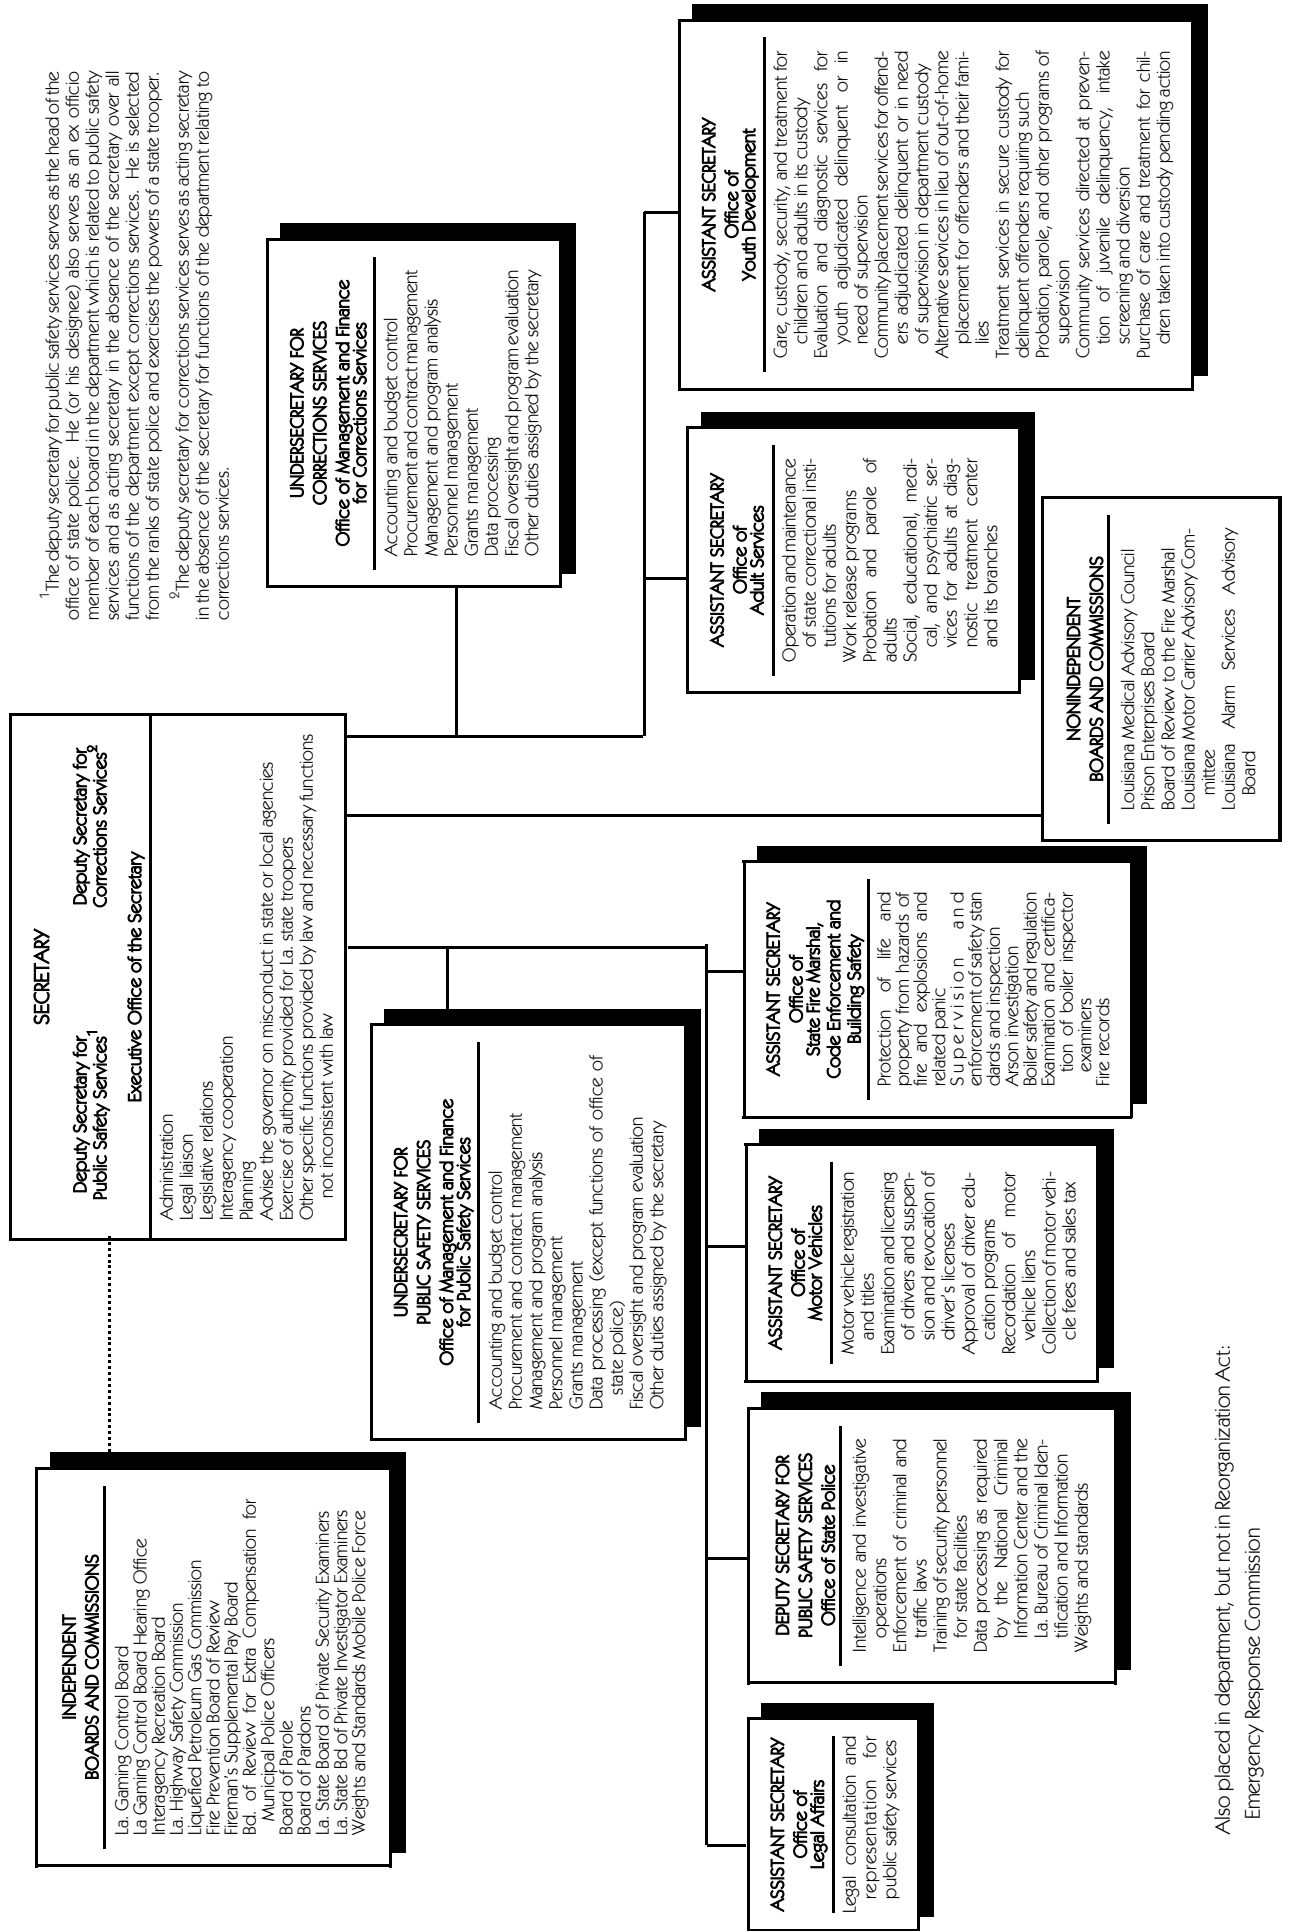 SECRETARY
Deputy Secretary for
Public Safety Services1
Deputy Secretary for
Corrections Services2
Executive Office of the Secretary
Administration
Legal liaison
Legislative relations
Interagency cooperation
Planning
Advise the governor on misconduct in state or local agencies
Exercise of authority provided for La. state troopers
Other specific functions provided by law and necessary functions
not inconsistent with law
1The deputy secretary for public safety services serves as the head of the
office of state police. He (or his designee) also serves as an ex officio
member of each board in the department which is related to public safety
services and as acting secretary in the absence of the secretary over all
functions of the department except corrections services. He is selected
from the ranks of state police and exercises the powers of a state trooper.
2The deputy secretary for corrections services serves as acting secretary
in the absence of the secretary for functions of the department relating to
corrections services.
INDEPENDENT
BOARDS AND COMMISSIONS
La. Gaming Control Board
La Gaming Control Board Hearing Office
Interagency Recreation Board
La. Highway Safety Commission
Liquefied Petroleum Gas Commission
Fire Prevention Board of Review
Fireman's Supplemental Pay Board
Bd. of Review for Extra Compensation for
Municipal Police Officers
Board of Parole
Board of Pardons
La. State Board of Private Security Examiners
La. State Bd of Private Investigator Examiners
Weights and Standards Mobile Police Force
UNDERSECRETARY FOR
PUBLIC SAFETY SERVICES
Office of Management and Finance
for Public Safety Services
Accounting and budget control
Procurement and contract management
Management and program analysis
Personnel management
Grants management
Data processing (except functions of office of
state police)
Fiscal oversight and program evaluation
Other duties assigned by the secretary
UNDERSECRETARY FOR
CORRECTIONS SERVICES
Office of Management and Finance
for Corrections Services
Accounting and budget control
Procurement and contract management
Management and program analysis
Personnel management
Grants management
Data processing
Fiscal oversight and program evaluation
Other duties assigned by the secretary
ASSISTANT SECRETARY
Office of
Legal Affairs
Legal consultation and
representation for
public safety services
DEPUTY SECRETARY FOR
PUBLIC SAFETY SERVICES
Office of State Police
Intelligence and investigative
operations
Enforcement of criminal and
traffic laws
Training of security personnel
for state facilities
Data processing as required
by the National Criminal
Information Center and the
La. Bureau of Criminal Iden-
tification and Information
Weights and standards
ASSISTANT SECRETARY
Office of
Motor Vehicles
Motor vehicle registration
and titles
Examination and licensing
of drivers and suspen-
sion and revocation of
driver's licenses
Approval of driver edu-
cation programs
Recordation of motor
vehicle liens
Collection of motor vehi-
cle fees and sales tax
ASSISTANT SECRETARY
Office of
State Fire Marshal,
Code Enforcement and
Building Safety
Protection of life and
property from hazards of
fire and explosions and
related panic
Supervision and
enforcement of safety stan
dards and inspection
Arson investigation
Boiler safety and regulation
Examination and certifica-
tion of boiler inspector
examiners
Fire records
ASSISTANT SECRETARY
Office of
Adult Services
Operation and maintenance
of state correctional insti-
tutions for adults
Work release programs
Probation and parole of
adults
Social, educational, medi-
cal, and psychiatric ser-
vices for adults at diag-
nostic treatment center
and its branches
ASSISTANT SECRETARY
Office of
Youth Development
Care, custody, security, and treatment for
children and adults in its custody
Evaluation and diagnostic services for
youth adjudicated delinquent or in
need of supervision
Community placement services for offend-
ers adjudicated delinquent or in need
of supervision in department custody
Alternative services in lieu of out-of-home
placement for offenders and their fami-
lies
Treatment services in secure custody for
delinquent offenders requiring such
Probation, parole, and other programs of
supervision
Community services directed at preven-
tion of juvenile delinquency, intake
screening and diversion
Purchase of care and treatment for chil-
dren taken into custody pending action
NONINDEPENDENT
BOARDS AND COMMISSIONS
Louisiana Medical Advisory Council
Prison Enterprises Board
Board of Review to the Fire Marshal
Louisiana Motor Carrier Advisory Com-
mittee
Louisiana Alarm Services Advisory
Board
Also placed in department, but not in Reorganization Act:
Emergency Response Commission